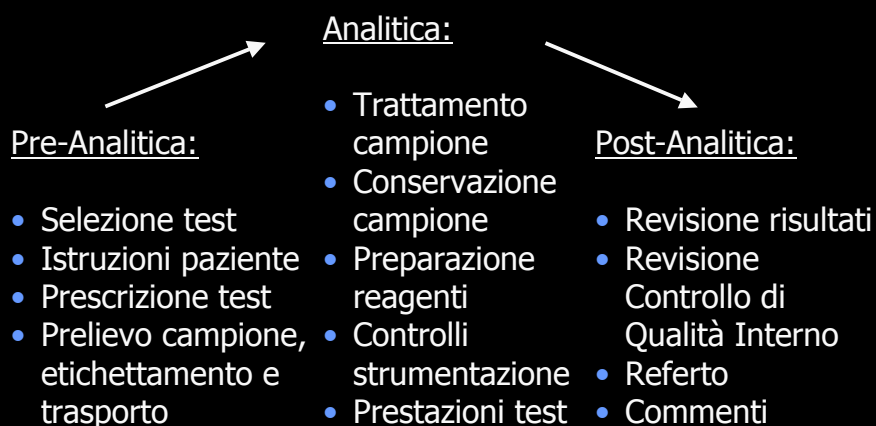 Analitica:
• Trattamento
campione
• Conservazione
campione
• Preparazione
reagenti
• Controlli
strumentazione
• Prestazioni test
Pre-Analitica:
• Selezione test
• Istruzioni paziente
• Prescrizione test
• Prelievo campione,
etichettamento e
trasporto
Post-Analitica:
• Revisione risultati
• Revisione
Controllo di
Qualità Interno
• Referto
• Commenti